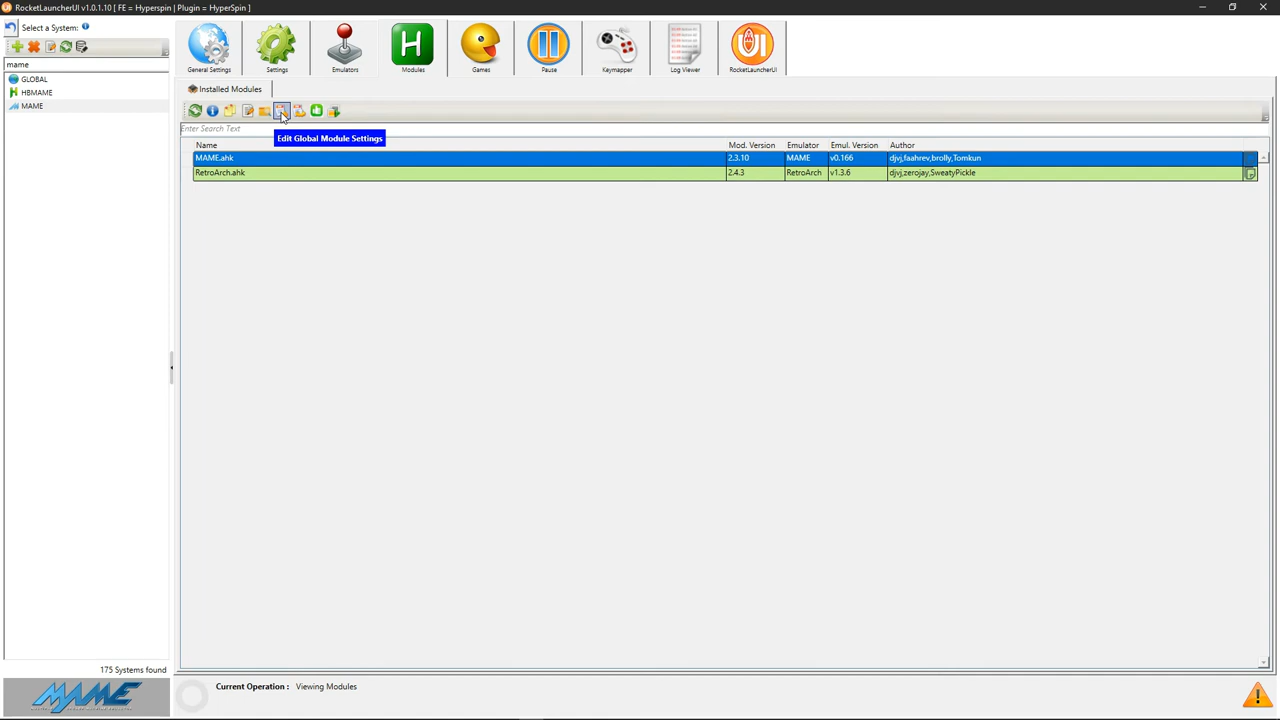 RocketLauncherUI v1.0.1.10 [ FE = Hyperspin | Plugin = HyperSpin ]
Select a System:
mame
GLOBAL
HBMAME
MAME
175 Systems found
MAME
General Settings
Settings
Emulators
H
Modules
Games
Pause
Keymapper
Log Viewer
UI
RocketLauncherUI
Installed Modules
Enter Search Text
Edit Global Module Settings
Name Mod. Version Emulator Emul. Version Author
MAME.ahk 2.3.10 MAME v0.166 djvj,faahrev,brolly,Tomkun
RetroArch.ahk 2.4.3 RetroArch v1.3.6 djvj,zerojay,SweatyPickle
Current Operation : Viewing Modules